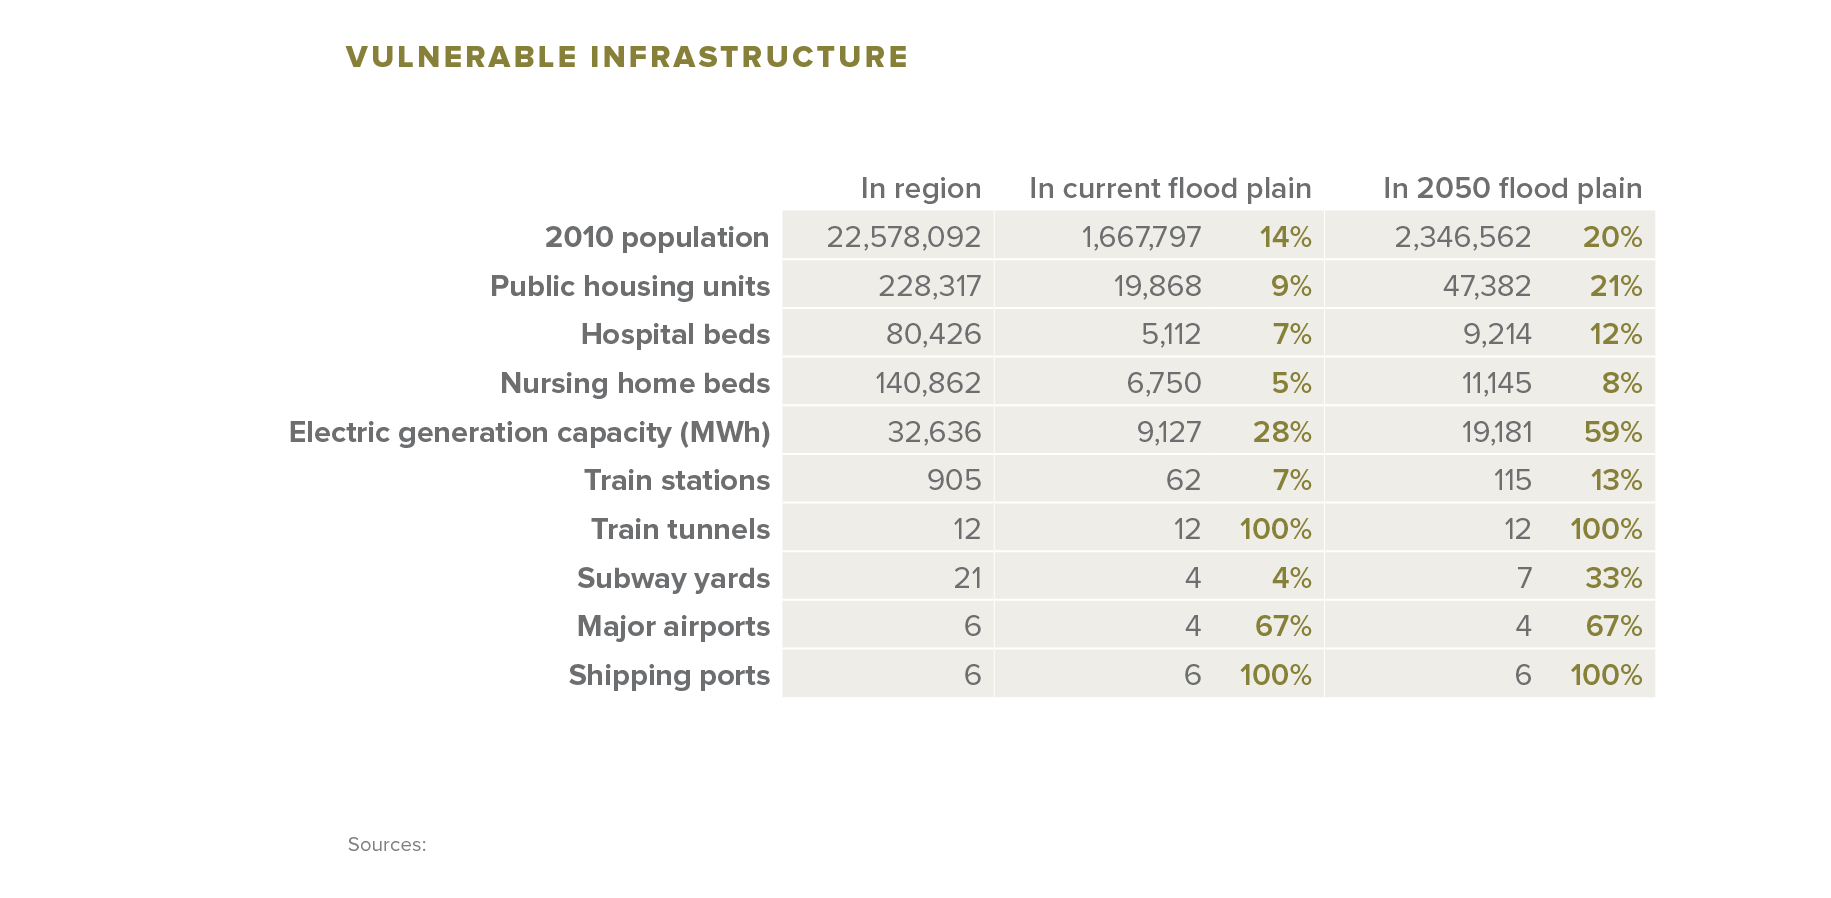 VULNERABLE INFRASTRUCTURE
In region In current flood plain In 2050 flood plain
2010 population 22,578,092 1,667,797 14% 2,346,562 20%
Public housing units 228,317 19,868 9% 47,382 21%
Hospital beds 80,426 5,112 7% 9,214 12%
Nursing home beds 140,862 6,750 5% 11,145 8%
Electric generation capacity (MWh) 32,636 9,127 28% 19,181 59%
Train stations 905 62 7% 115 13%
Train tunnels 12 12 100% 12 100%
Subway yards 21 4 4% 7 33%
Major airports 6 4 67% 4 67%
Shipping ports 6 6 100% 6 100%
Sources: